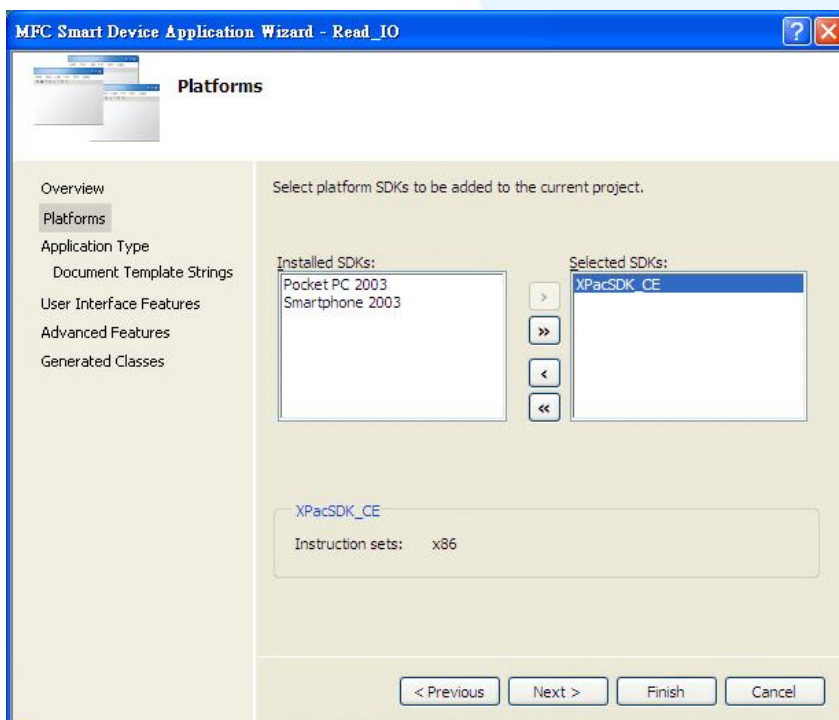 MFC Smart Device Application Wizard - Read_IO
Platforms
Overview
Platforms
Application Type
Document Template Strings
User Interface Features
Advanced Features
Generated Classes
Select platform SDKs to be added to the current project.
Installed SDKs:
Pocket PC 2003
Smartphone 2003
>
>>
<
<<
Selected SDKs:
XPacSDK_CE
XPacSDK_CE
Instruction sets: x86
< Previous
Next >
Finish
Cancel